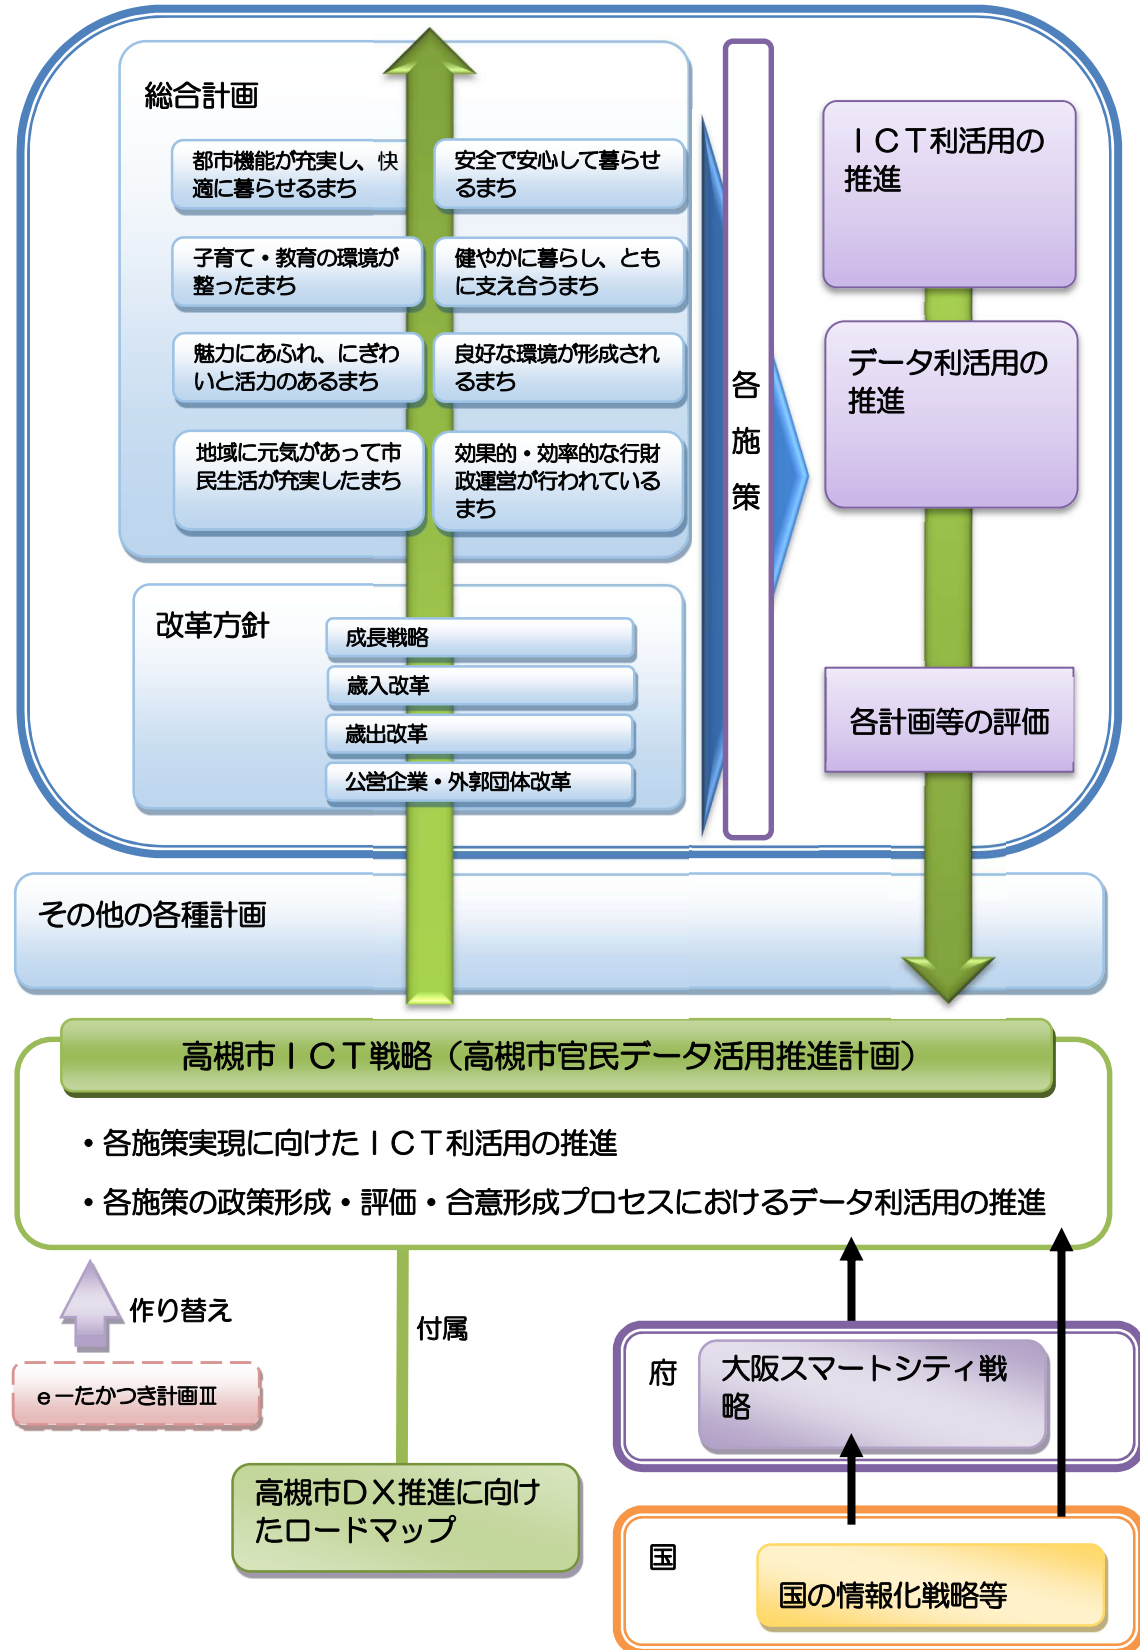 総合計画
都市機能が充実し、快
適に暮らせるまち
安全で安心して暮らせ
るまち
子育て・教育の環境が
整ったまち
健やかに暮らし、とも
に支え合うまち
魅力にあふれ、にぎわ
いと活力のあるまち
良好な環境が形成され
るまち
地域に元気があって市
民生活が充実したまち
効果的・効率的な行財
政運営が行われている
まち
改革方針
成長戦略
歳入改革
歳出改革
公営企業・外郭団体改革
各
施
策
ＩＣＴ利活用の
推進
データ利活用の
推進
各計画等の評価
その他の各種計画
高槻市ＩＣＴ戦略（高槻市官民データ活用推進計画）
・各施策実現に向けたＩＣＴ利活用の推進
・各施策の政策形成・評価・合意形成プロセスにおけるデータ利活用の推進
作り替え
ｅ－たかつき計画Ⅲ
付属
高槻市ＤＸ推進に向け
たロードマップ
府
大阪スマートシティ戦
略
国
国の情報化戦略等